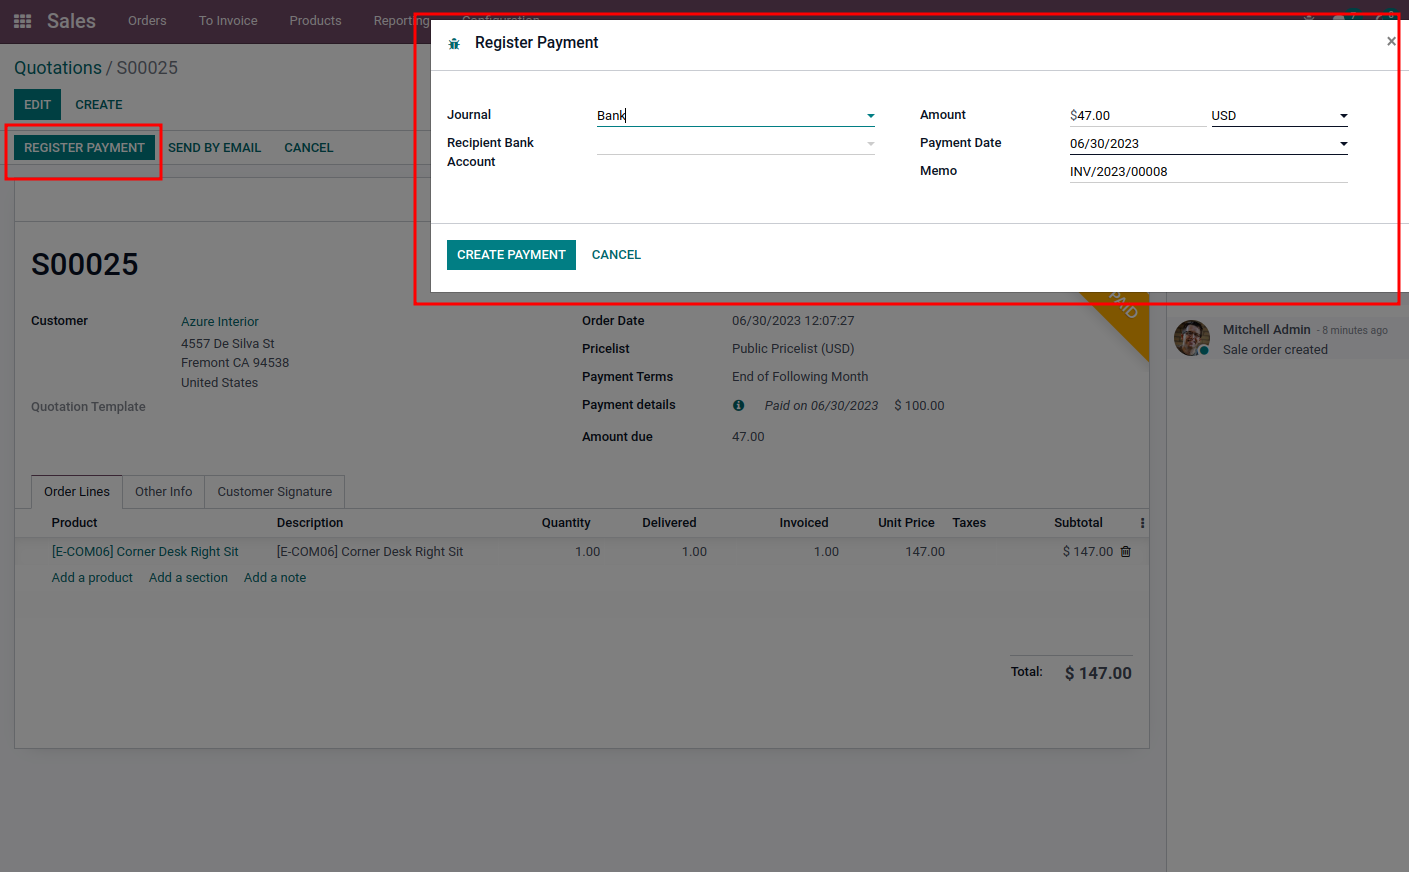 Sales Orders To Invoice Products Reporting Configuration
Register Payment ×
Quotations / S00025
EDIT CREATE
Journal Bank Amount $47.00 USD
Recipient Bank Account Payment Date 06/30/2023
Memo INV/2023/00008
REGISTER PAYMENT SEND BY EMAIL CANCEL
CREATE PAYMENT CANCEL
S00025
PAID
Customer Azure Interior
4557 De Silva St
Fremont CA 94538
United States
Quotation Template
Order Date 06/30/2023 12:07:27
Pricelist Public Pricelist (USD)
Payment Terms End of Following Month
Payment details Paid on 06/30/2023 $ 100.00
Amount due 47.00
Mitchell Admin - 8 minutes ago
Sale order created
Order Lines Other Info Customer Signature
Product Description Quantity Delivered Invoiced Unit Price Taxes Subtotal
[E-COM06] Corner Desk Right Sit [E-COM06] Corner Desk Right Sit 1.00 1.00 1.00 147.00 $ 147.00
Add a product Add a section Add a note
Total: $ 147.00